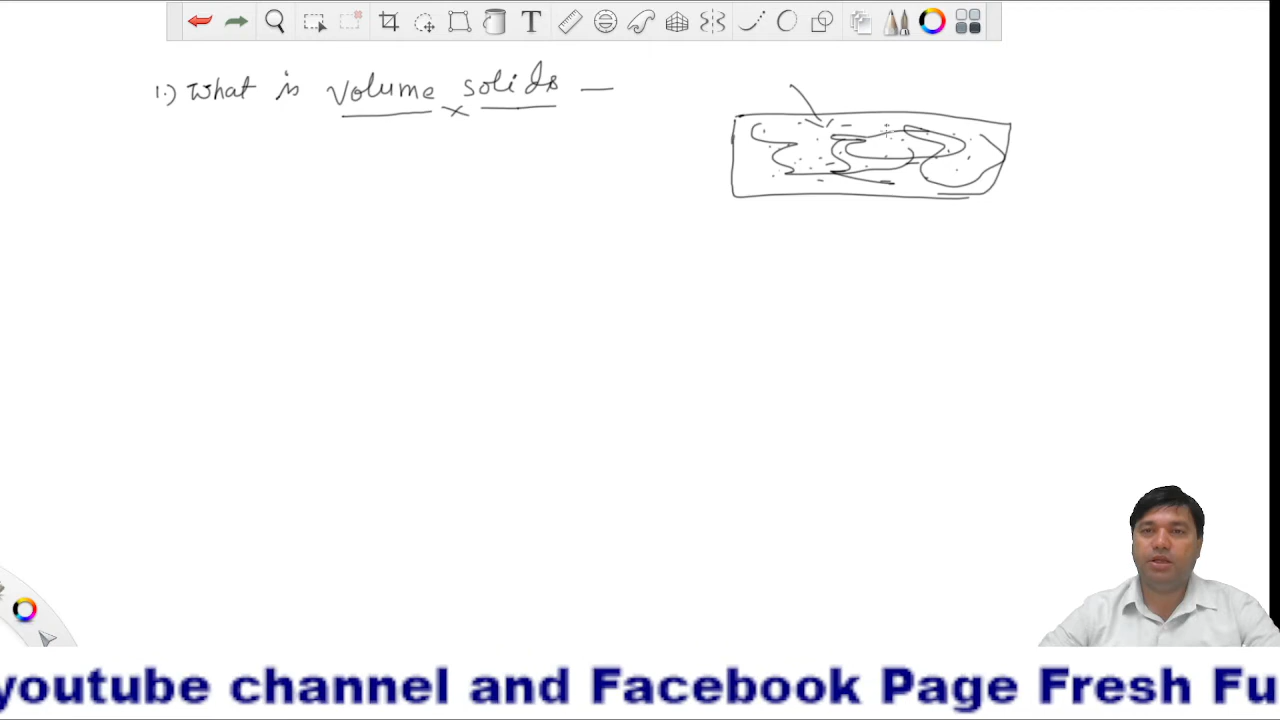 1.) What is volume solids —
youtube channel and Facebook Page Fresh Fu